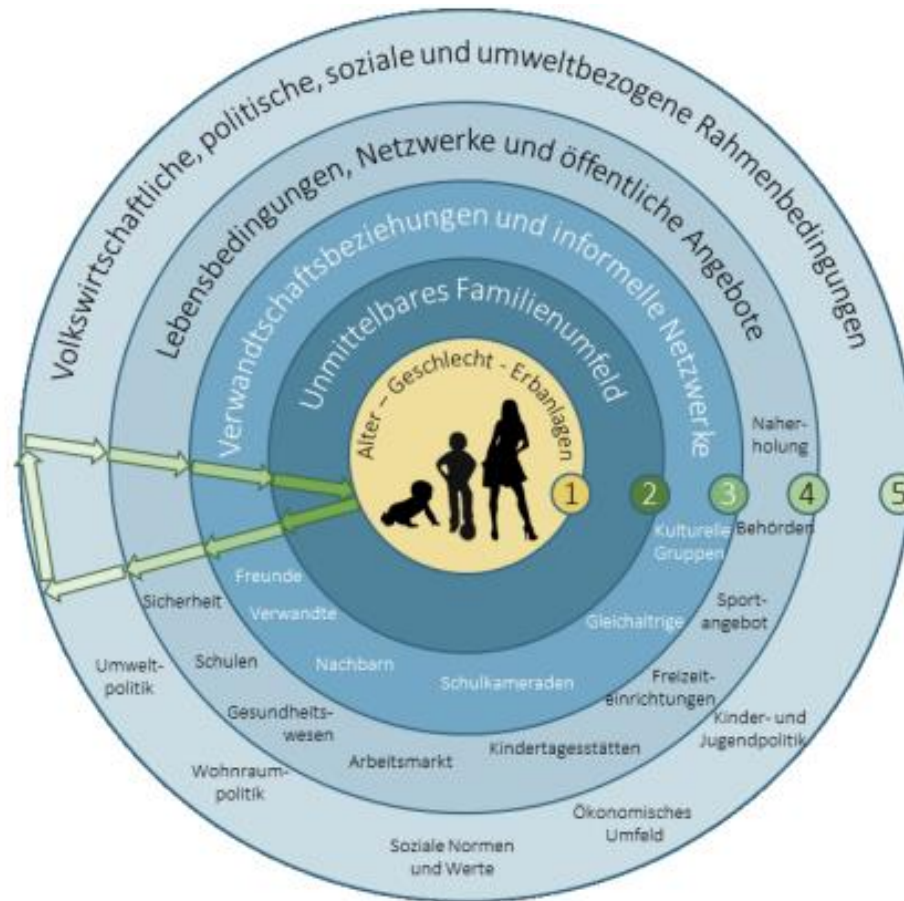 Volkswirtschaftliche, politische, soziale und umweltbezogene Rahmenbedingungen
Lebensbedingungen, Netzwerke und öffentliche Angebote
Verwandtschaftsbeziehungen und informelle Netzwerke
Unmittelbares Familienumfeld
Alter – Geschlecht - Erbanlagen
1
2
3
4
5
Naher-
holung
Kulturelle
Gruppen
Behörden
Freunde
Sicherheit
Verwandte
Gleichaltrige
Sport-
angebot
Umwelt-
politik
Schulen
Nachbarn
Schulkameraden
Freizeit-
einrichtungen
Gesundheits-
wesen
Kinder- und
Jugendpolitik
Arbeitsmarkt
Kindertagesstätten
Wohnraum-
politik
Ökonomisches
Umfeld
Soziale Normen
und Werte